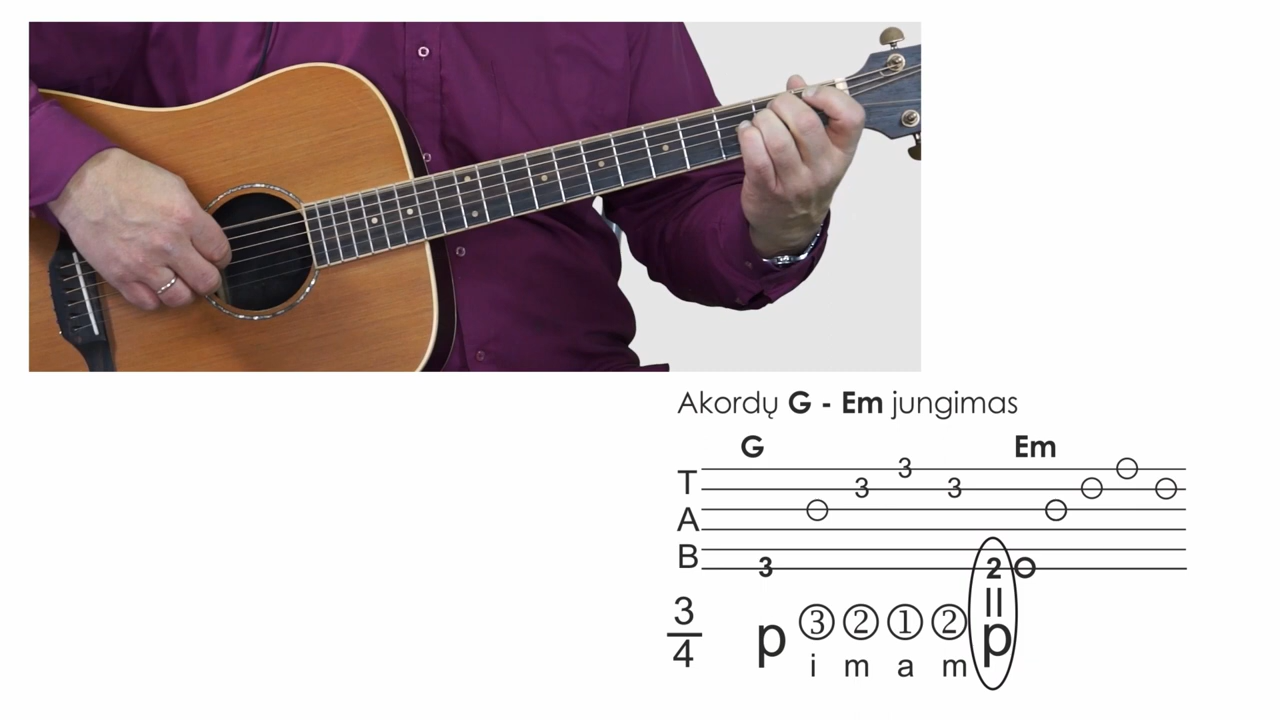 Akordų G - Em jungimas
G Em
T 3 3 3
A
B 3 2
3/4 p ③ ② ① ② p
i m a m